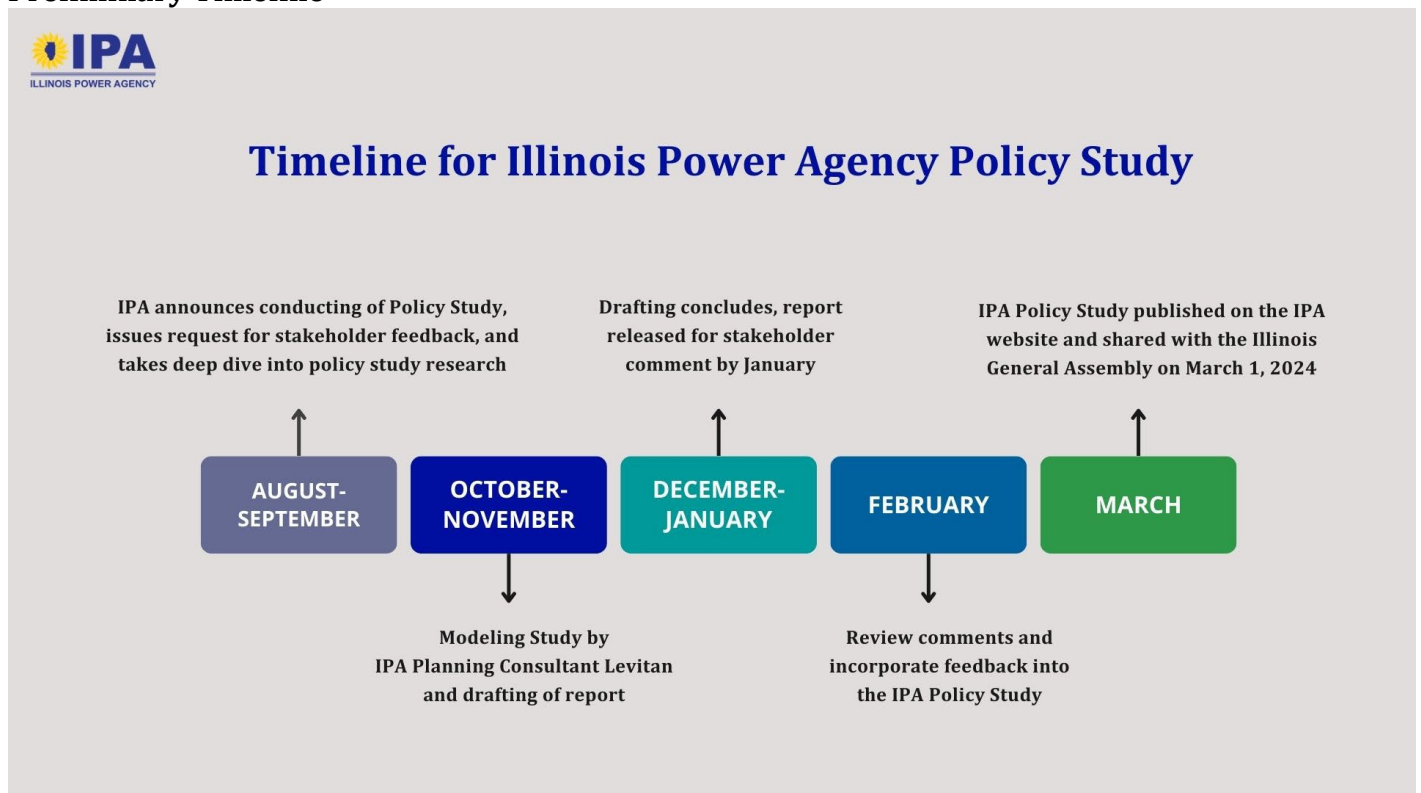 Preliminary Timeline
IPA
ILLINOIS POWER AGENCY
Timeline for Illinois Power Agency Policy Study
IPA announces conducting of Policy Study,
issues request for stakeholder feedback, and
takes deep dive into policy study research
Drafting concludes, report
released for stakeholder
comment by January
IPA Policy Study published on the IPA
website and shared with the Illinois
General Assembly on March 1, 2024
AUGUST-
SEPTEMBER
OCTOBER-
NOVEMBER
DECEMBER-
JANUARY
FEBRUARY
MARCH
Modeling Study by
IPA Planning Consultant Levitan
and drafting of report
Review comments and
incorporate feedback into
the IPA Policy Study